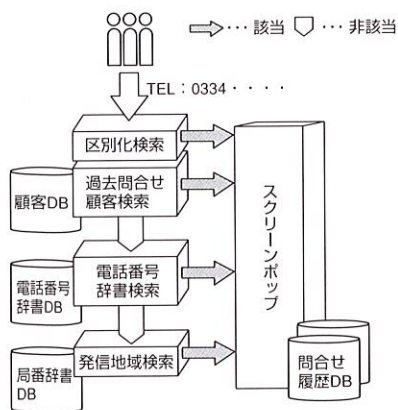 …該当 …非該当
TEL：0334・・・・
区別化検索
過去問合せ
顧客検索
顧客DB
電話番号
辞書検索
電話番号
辞書DB
発信地域検索
局番辞書
DB
スクリーンポップ
問合せ
履歴DB